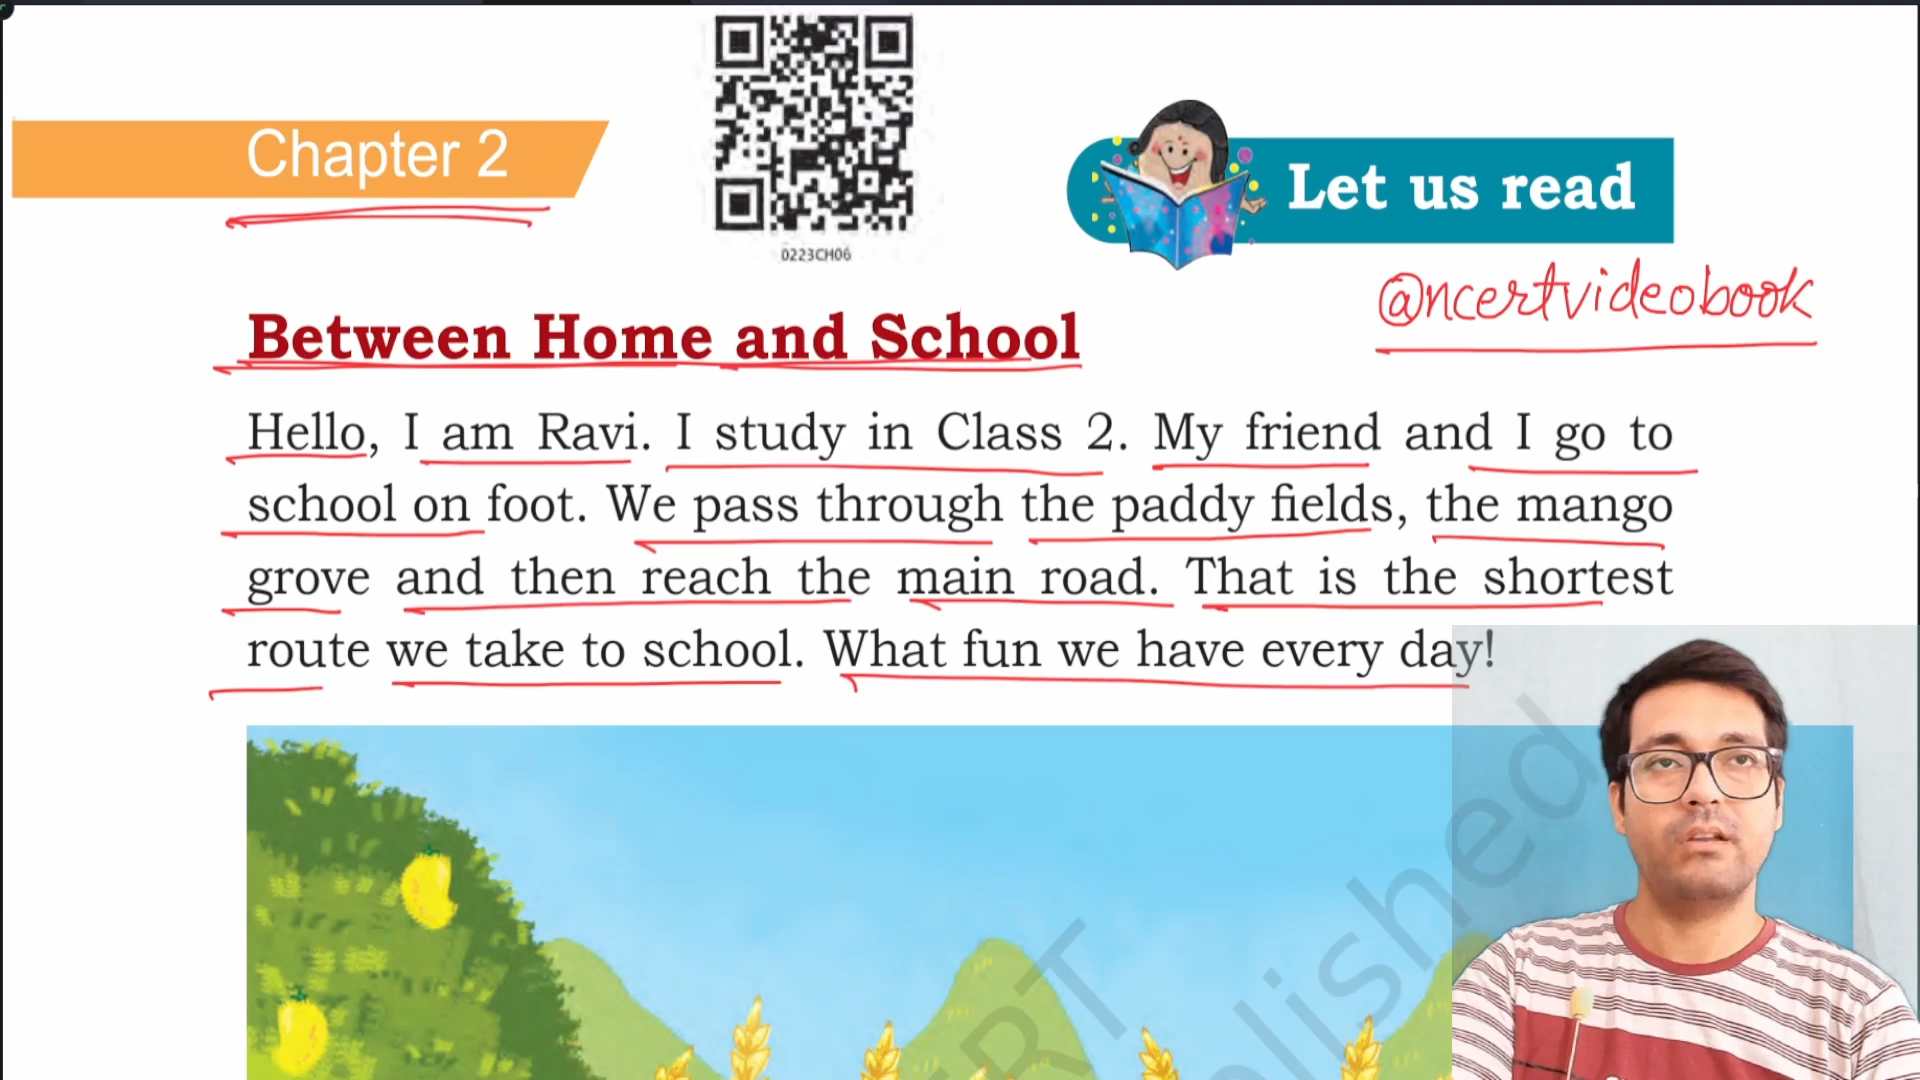 Chapter 2
0223CH06
Let us read
@ncertvideobook
Between Home and School
Hello, I am Ravi. I study in Class 2. My friend and I go to
school on foot. We pass through the paddy fields, the mango
grove and then reach the main road. That is the shortest
route we take to school. What fun we have every day!